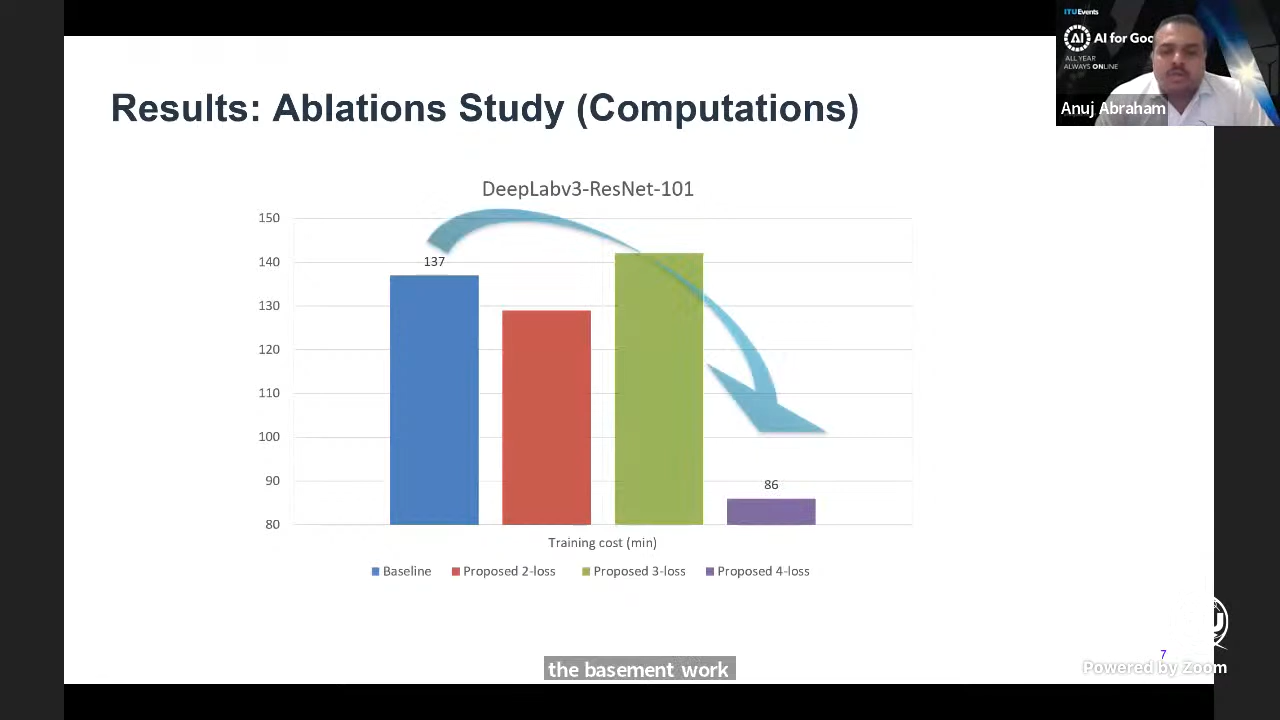 ITUEvents
AI
AI for Goo
ALL YEAR
ALWAYS ONLINE
Anuj Abraham
Results: Ablations Study (Computations)
DeepLabv3-ResNet-101
150
140
130
120
110
100
90
80
137
86
Training cost (min)
Baseline Proposed 2-loss Proposed 3-loss Proposed 4-loss
the basement work
7
Powered by Zoom